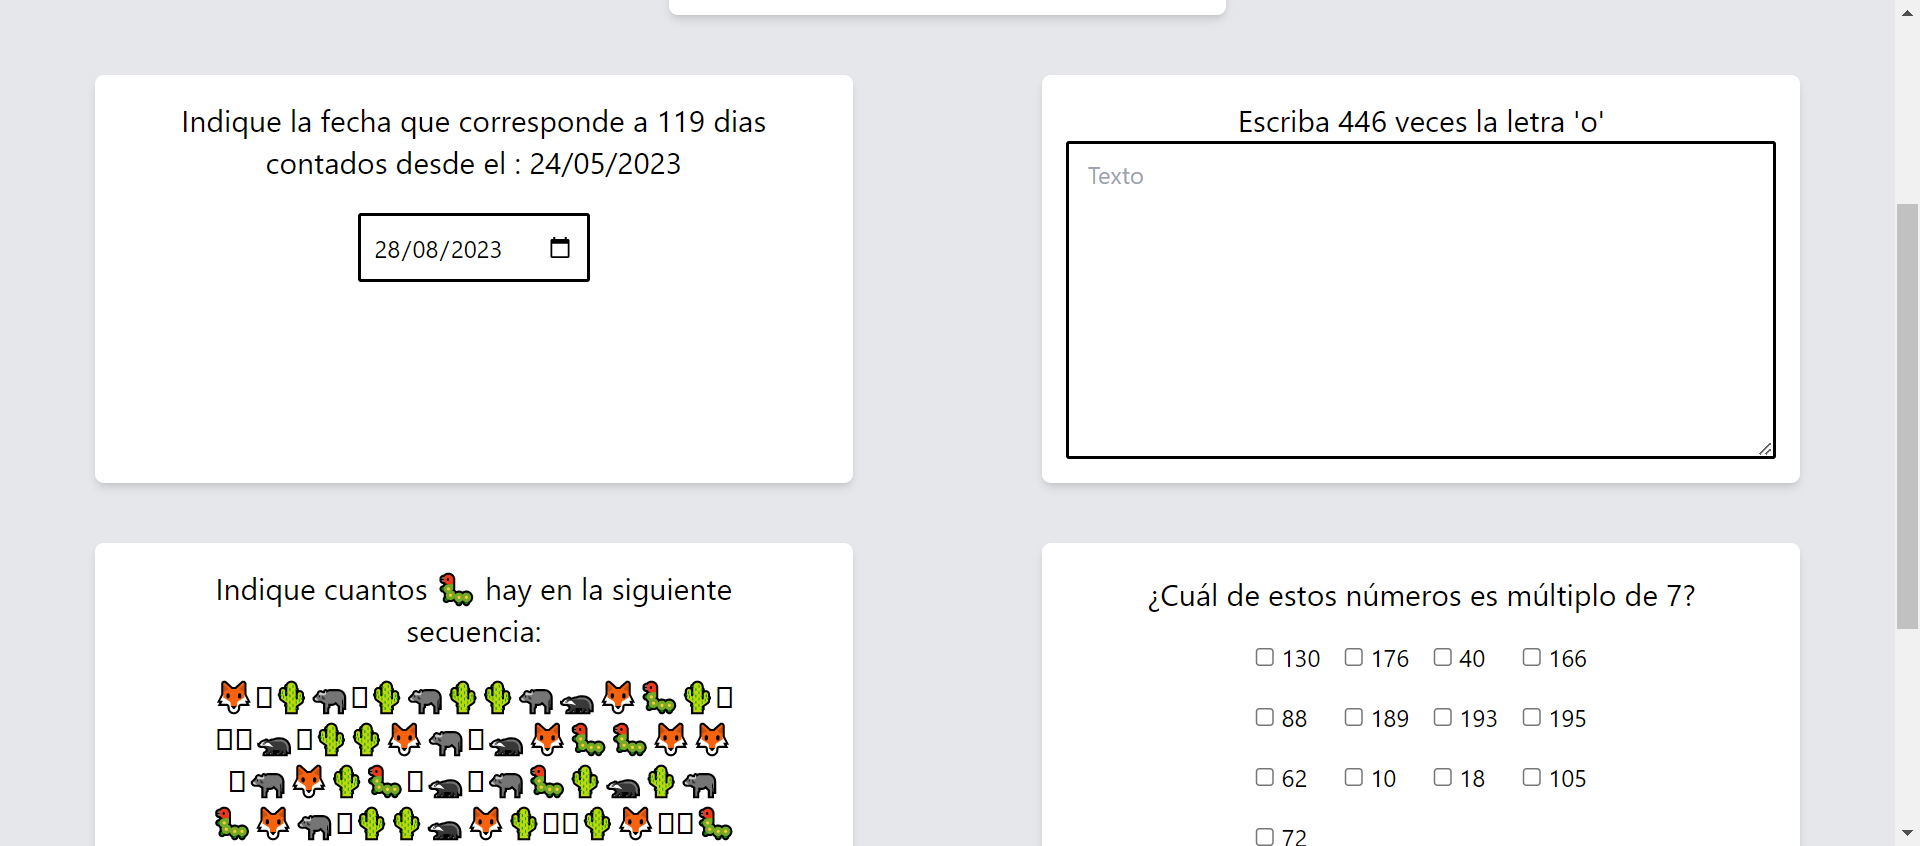 Indique la fecha que corresponde a 119 dias
contados desde el : 24/05/2023
28/08/2023
Escriba 446 veces la letra 'o'
Texto
Indique cuantos 🐛 hay en la siguiente
secuencia:
¿Cuál de estos números es múltiplo de 7?
130 176 40 166
88 189 193 195
62 10 18 105
72